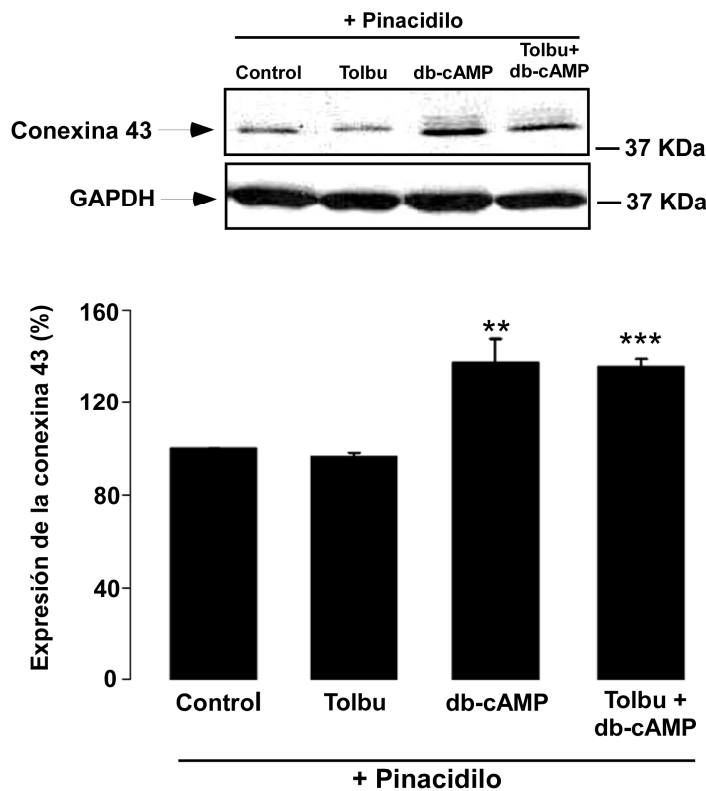 + Pinacidilo
Control Tolbu db-cAMP Tolbu+ db-cAMP
Conexina 43
37 KDa
GAPDH
37 KDa
Expresión de la conexina 43 (%)
160
120
80
40
0
**
***
Control Tolbu db-cAMP Tolbu + db-cAMP
+ Pinacidilo